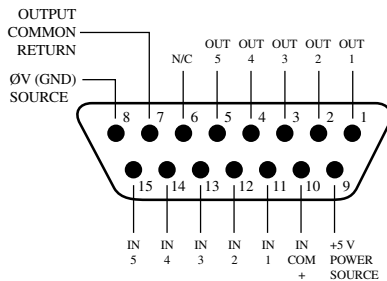 OUTPUT
COMMON
RETURN
ØV (GND)
SOURCE
N/C
OUT
5
OUT
4
OUT
3
OUT
2
OUT
1
8 7 6 5 4 3 2 1
15 14 13 12 11 10 9
IN
5
IN
4
IN
3
IN
2
IN
1
IN
COM
+
+5 V
POWER
SOURCE